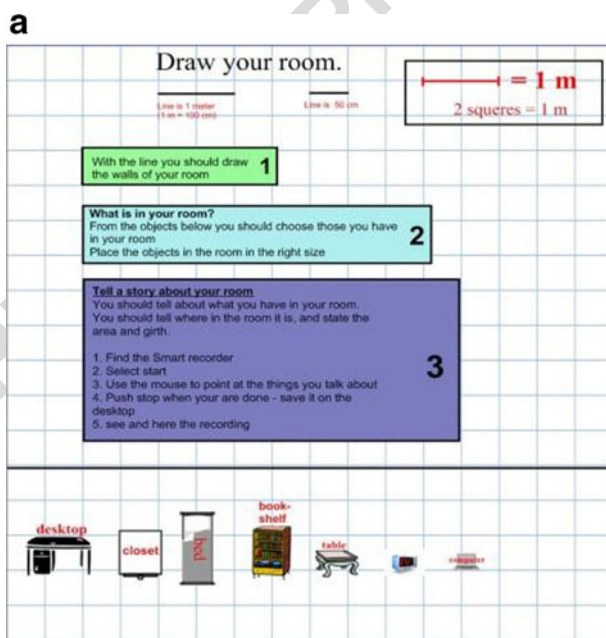 a
Draw your room.
Line is 1 meter
(1 m = 100 cm)
Line is 50 cm
= 1 m
2 squeres = 1 m
With the line you should draw
the walls of your room
1
What is in your room?
From the objects below you should choose those you have
in your room
Place the objects in the room in the right size
2
Tell a story about your room
You should tell about what you have in your room.
You should tell where in the room it is, and state the
area and girth.
1. Find the Smart recorder
2. Select start
3. Use the mouse to point at the things you talk about
4. Push stop when your are done - save it on the
desktop
5. see and here the recording
3
desktop
closet
bed
book-
shelf
table
computer